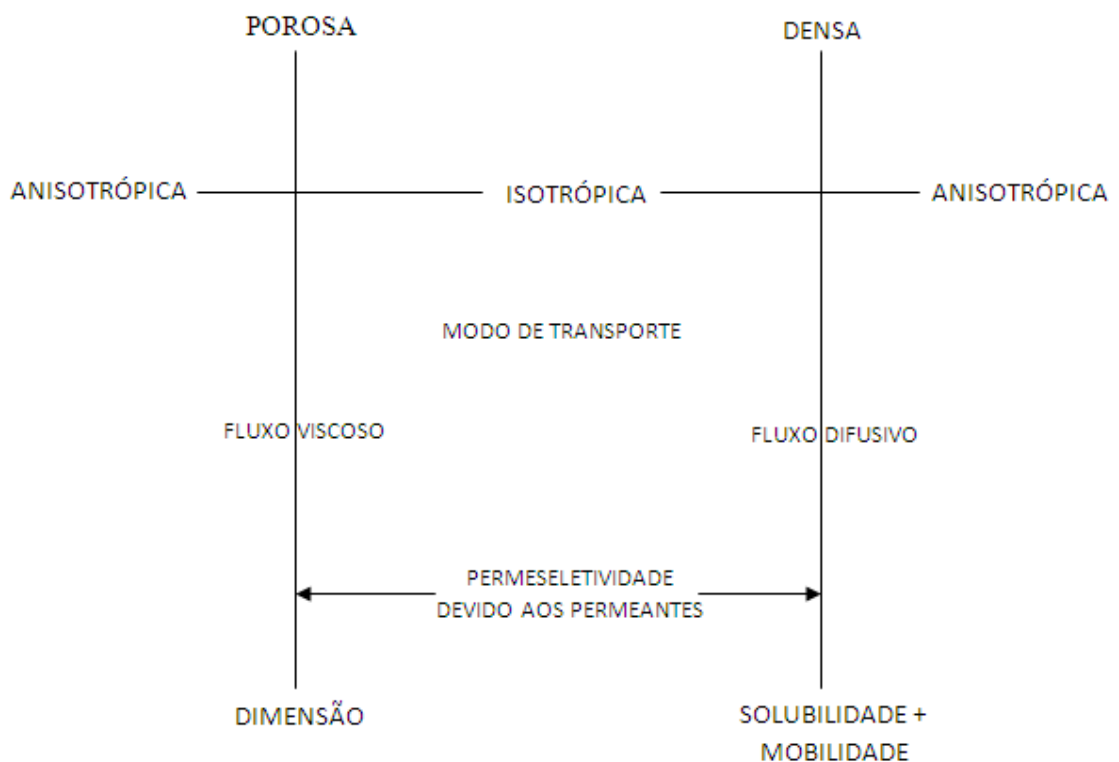 POROSA
DENSA
ANISOTRÓPICA
ISOTRÓPICA
ANISOTRÓPICA
MODO DE TRANSPORTE
FLUXO VISCOSO
FLUXO DIFUSIVO
PERMESELETIVIDADE
DEVIDO AOS PERMEANTES
DIMENSÃO
SOLUBILIDADE +
MOBILIDADE